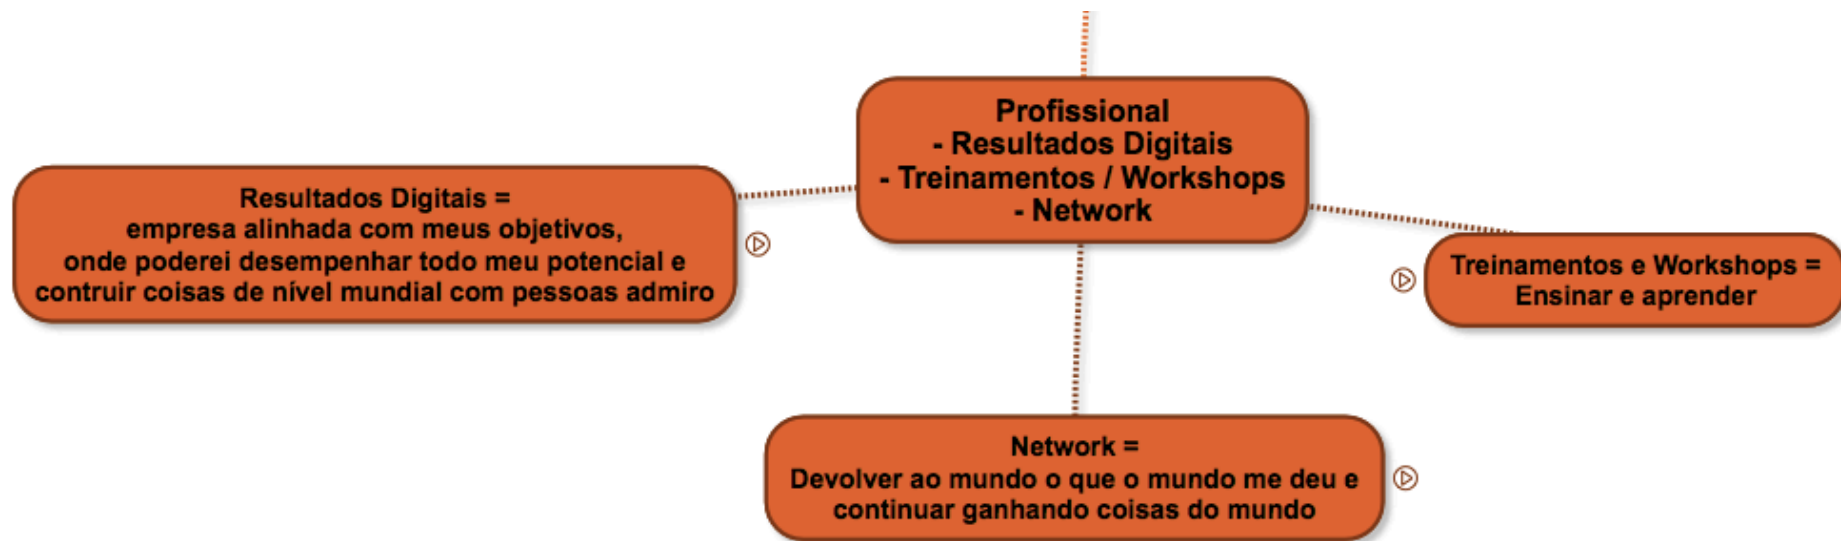 Profissional
- Resultados Digitais
- Treinamentos / Workshops
- Network
Resultados Digitais =
empresa alinhada com meus objetivos,
onde poderei desempenhar todo meu potencial e
contruir coisas de nível mundial com pessoas admiro
Treinamentos e Workshops =
Ensinar e aprender
Network =
Devolver ao mundo o que o mundo me deu e
continuar ganhando coisas do mundo